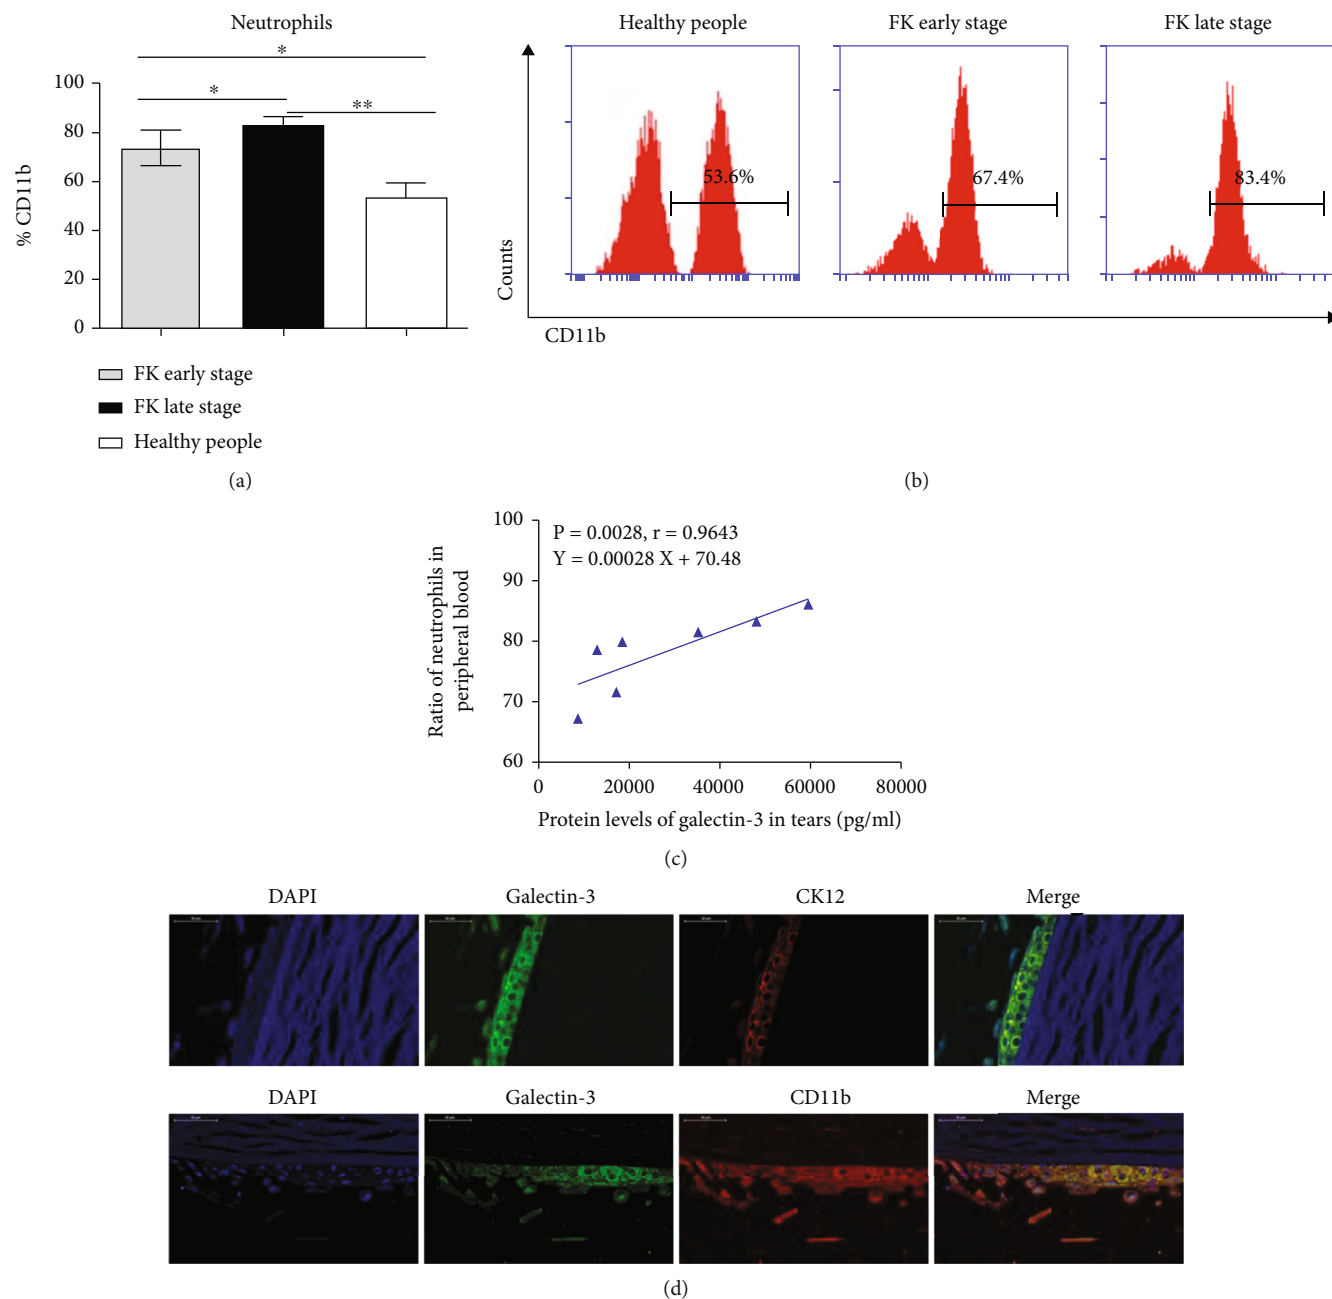 Neutrophils
*
*
**
100
80
60
40
20
0
% CD11b
FK early stage
FK late stage
Healthy people
(a)
Healthy people
FK early stage
FK late stage
53.6%
67.4%
83.4%
Counts
CD11b
(b)
P = 0.0028, r = 0.9643
Y = 0.00028 X + 70.48
100
90
80
70
60
Ratio of neutrophils in
peripheral blood
0 20000 40000 60000 80000
Protein levels of galectin-3 in tears (pg/ml)
(c)
DAPI Galectin-3 CK12 Merge
DAPI Galectin-3 CD11b Merge
(d)